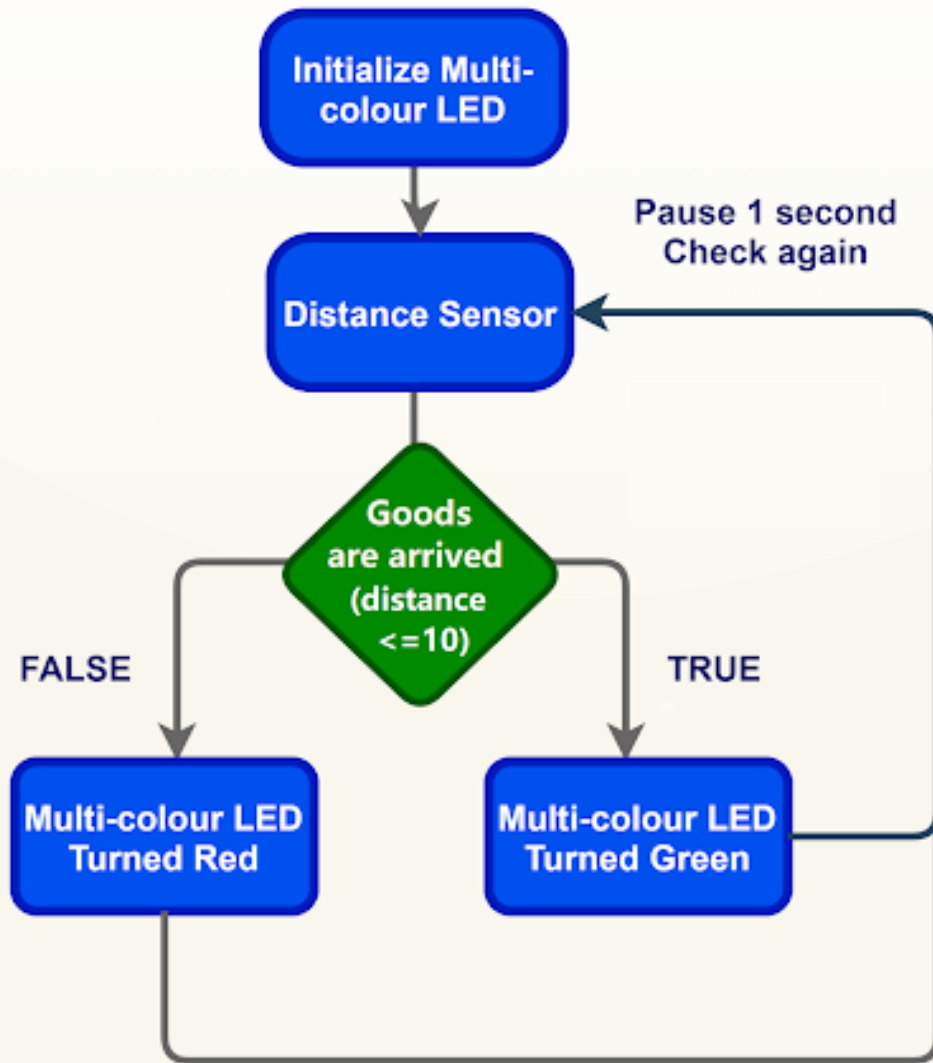 Initialize Multi-
colour LED
Pause 1 second
Check again
Distance Sensor
Goods
are arrived
(distance
<=10)
FALSE
TRUE
Multi-colour LED
Turned Red
Multi-colour LED
Turned Green